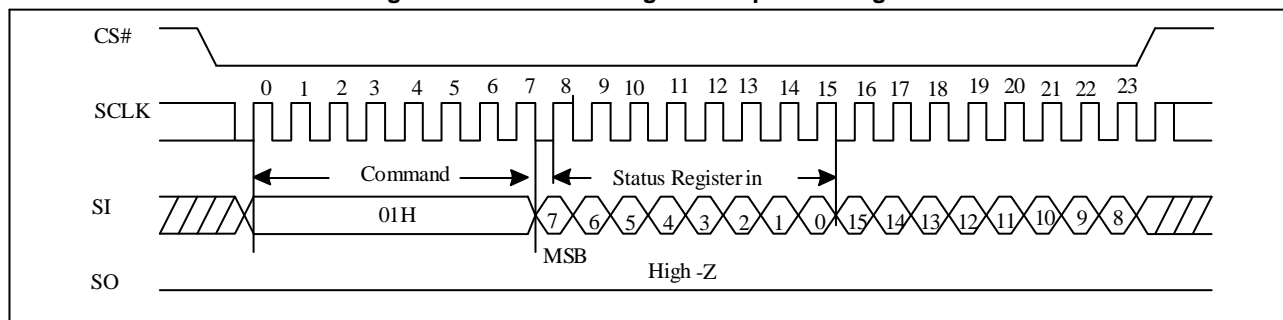 CS#
0 1 2 3 4 5 6 7 8 9 10 11 12 13 14 15 16 17 18 19 20 21 22 23
SCLK
Command Status Register in
SI 01H 7 6 5 4 3 2 1 0 15 14 13 12 11 10 9 8
MSB
High -Z
SO